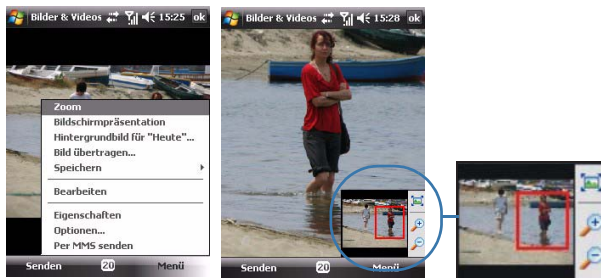 Bilder & Videos 15:25 ok
Zoom
Bildschirmpräsentation
Hintergrundbild für "Heute"...
Bild übertragen...
Speichern
Bearbeiten
Eigenschaften
Optionen...
Per MMS senden
Senden 20 Menü
Bilder & Videos 15:28 ok
Senden 20 Menü